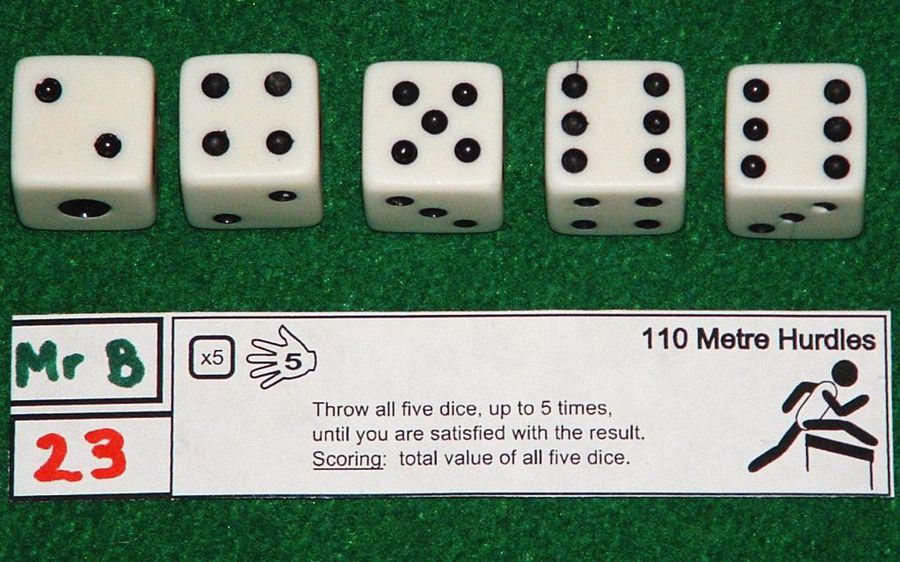 Mr B
23
x5
5
110 Metre Hurdles
Throw all five dice, up to 5 times,
until you are satisfied with the result.
Scoring: total value of all five dice.